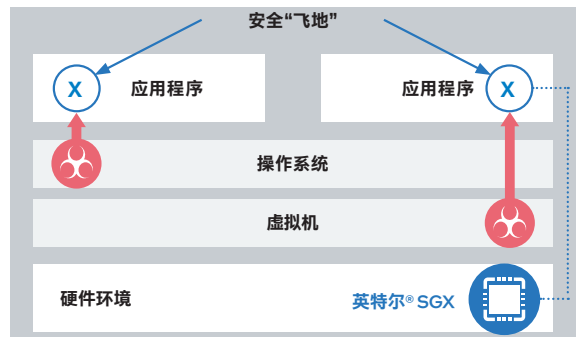 安全“飞地”
X 应用程序
应用程序 X
操作系统
虚拟机
硬件环境
英特尔® SGX